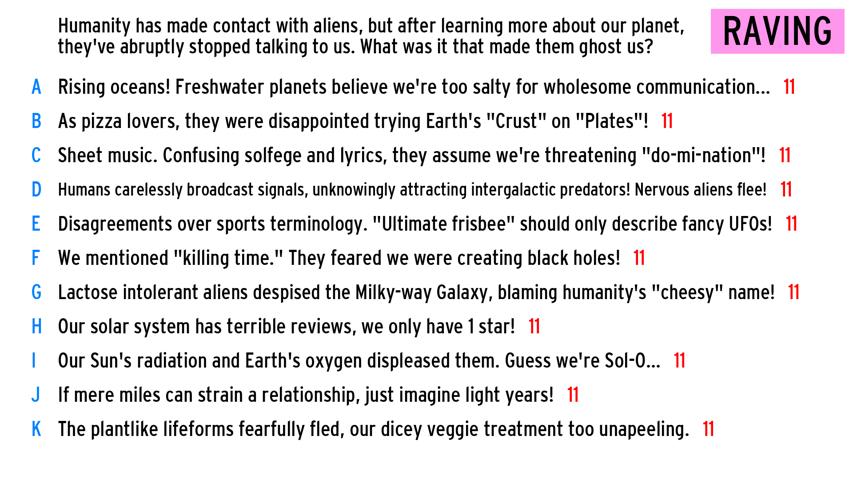 Humanity has made contact with aliens, but after learning more about our planet,
they've abruptly stopped talking to us. What was it that made them ghost us?
RAVING
A Rising oceans! Freshwater planets believe we're too salty for wholesome communication... 11
B As pizza lovers, they were disappointed trying Earth's "Crust" on "Plates"! 11
C Sheet music. Confusing solfege and lyrics, they assume we're threatening "do-mi-nation"! 11
D Humans carelessly broadcast signals, unknowingly attracting intergalactic predators! Nervous aliens flee! 11
E Disagreements over sports terminology. "Ultimate frisbee" should only describe fancy UFOs! 11
F We mentioned "killing time." They feared we were creating black holes! 11
G Lactose intolerant aliens despised the Milky-way Galaxy, blaming humanity's "cheesy" name! 11
H Our solar system has terrible reviews, we only have 1 star! 11
I Our Sun's radiation and Earth's oxygen displeased them. Guess we're Sol-O... 11
J If mere miles can strain a relationship, just imagine light years! 11
K The plantlike lifeforms fearfully fled, our dicey veggie treatment too unapeeling. 11